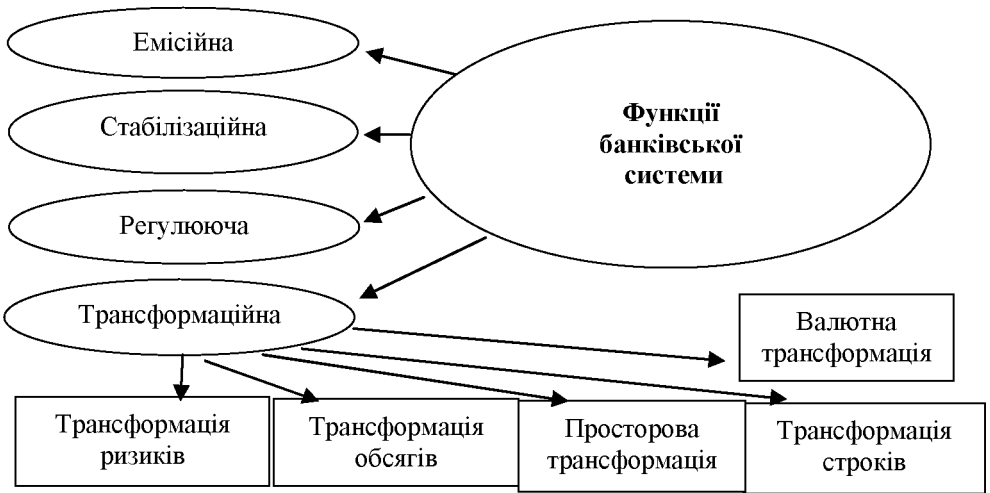 Емісійна
Стабілізаційна
Регулююча
Трансформаційна
Функції
банківської
системи
Валютна
трансформація
Трансформація
ризиків
Трансформація
обсягів
Просторова
трансформація
Трансформація
строків